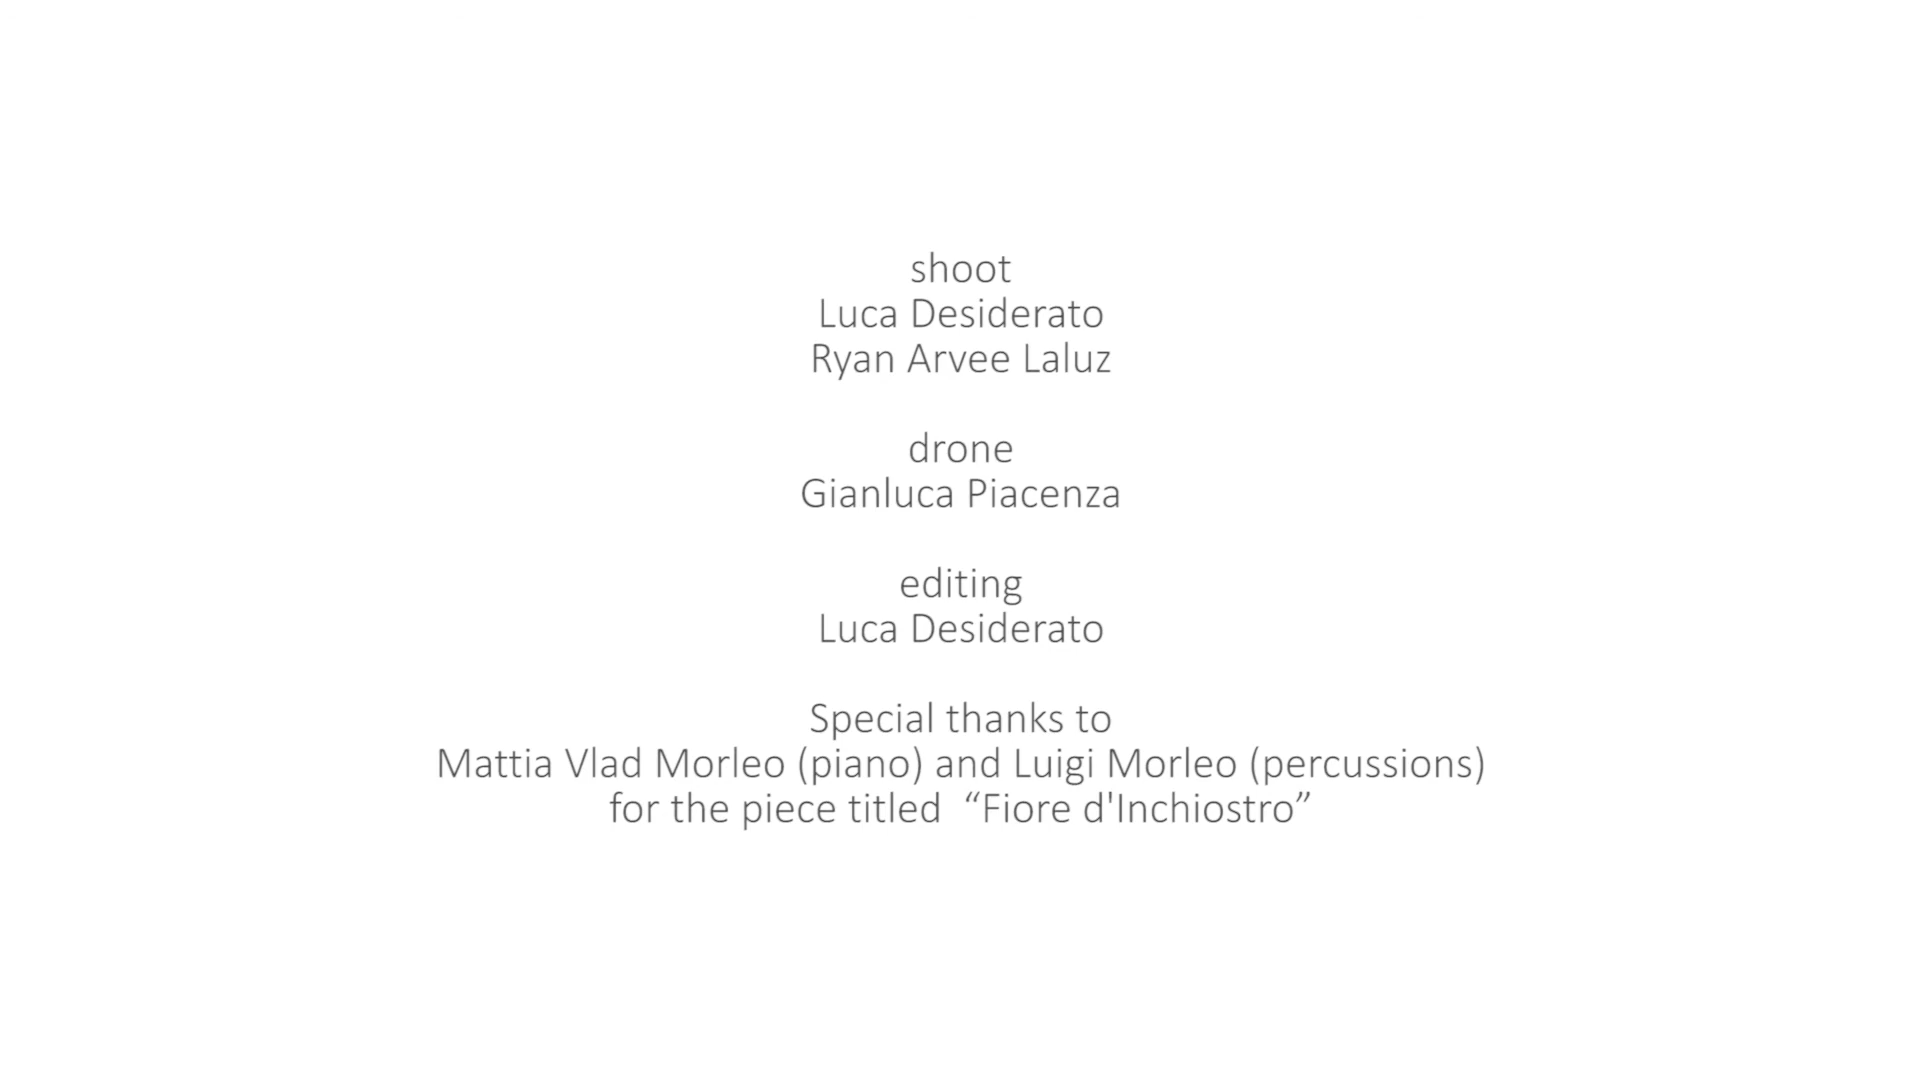 shoot
Luca Desiderato
Ryan Arvee Laluz
drone
Gianluca Piacenza
editing
Luca Desiderato
Special thanks to
Mattia Vlad Morleo (piano) and Luigi Morleo (percussions)
for the piece titled  “Fiore d'Inchiostro”